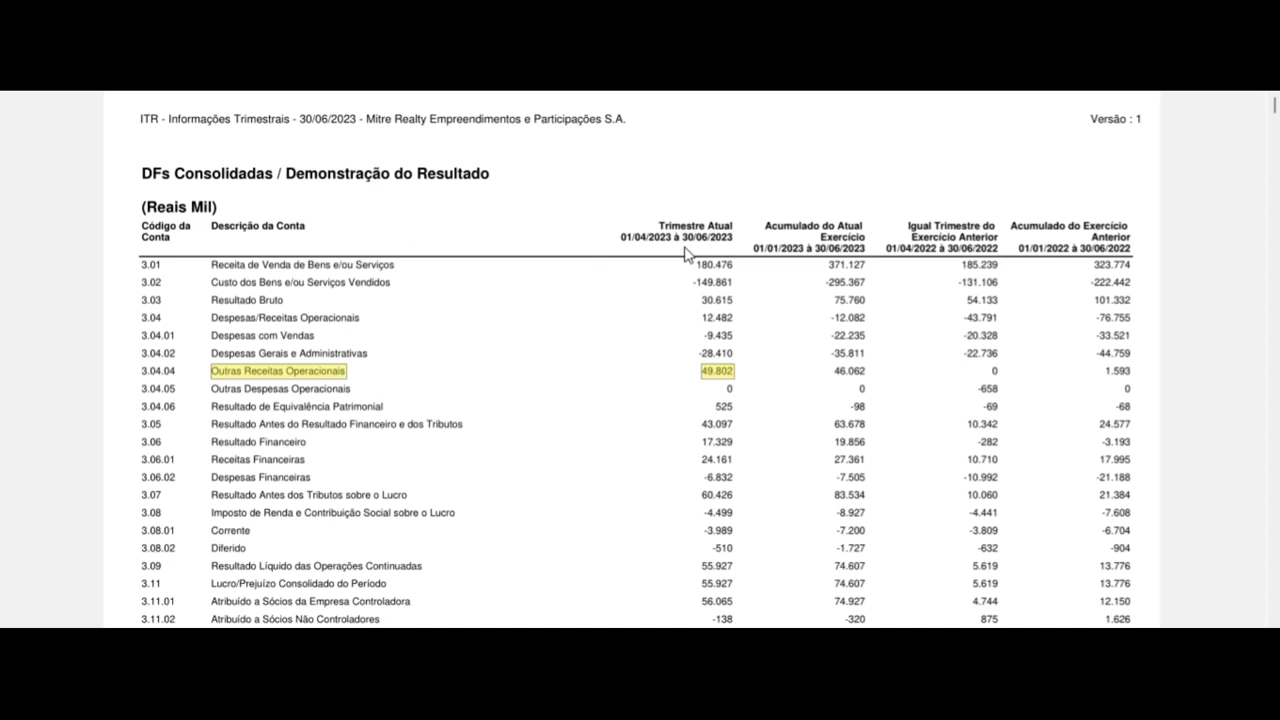 ITR - Informações Trimestrais - 30/06/2023 - Mitre Realty Empreendimentos e Participações S.A. Versão : 1
DFs Consolidadas / Demonstração do Resultado
(Reais Mil)
Código da Conta Descrição da Conta Trimestre Atual 01/04/2023 à 30/06/2023 Acumulado do Atual Exercício 01/01/2023 à 30/06/2023 Igual Trimestre do Exercício Anterior 01/04/2022 à 30/06/2022 Acumulado do Exercício Anterior 01/01/2022 à 30/06/2022
3.01 Receita de Venda de Bens e/ou Serviços 180.476 371.127 185.239 323.774
3.02 Custo dos Bens e/ou Serviços Vendidos -149.861 -295.367 -131.106 -222.442
3.03 Resultado Bruto 30.615 75.760 54.133 101.332
3.04 Despesas/Receitas Operacionais 12.482 -12.082 -43.791 -76.755
3.04.01 Despesas com Vendas -9.435 -22.235 -20.328 -33.521
3.04.02 Despesas Gerais e Administrativas -28.410 -35.811 -22.736 -44.759
3.04.04 Outras Receitas Operacionais 49.802 46.062 0 1.593
3.04.05 Outras Despesas Operacionais 0 0 -658 0
3.04.06 Resultado de Equivalência Patrimonial 525 -98 -69 -68
3.05 Resultado Antes do Resultado Financeiro e dos Tributos 43.097 63.678 10.342 24.577
3.06 Resultado Financeiro 17.329 19.856 -282 -3.193
3.06.01 Receitas Financeiras 24.161 27.361 10.710 17.995
3.06.02 Despesas Financeiras -6.832 -7.505 -10.992 -21.188
3.07 Resultado Antes dos Tributos sobre o Lucro 60.426 83.534 10.060 21.384
3.08 Imposto de Renda e Contribuição Social sobre o Lucro -4.499 -8.927 -4.441 -7.608
3.08.01 Corrente -3.989 -7.200 -3.809 -6.704
3.08.02 Diferido -510 -1.727 -632 -904
3.09 Resultado Líquido das Operações Continuadas 55.927 74.607 5.619 13.776
3.11 Lucro/Prejuízo Consolidado do Período 55.927 74.607 5.619 13.776
3.11.01 Atribuído a Sócios da Empresa Controladora 56.065 74.927 4.744 12.150
3.11.02 Atribuído a Sócios Não Controladores -138 -320 875 1.626